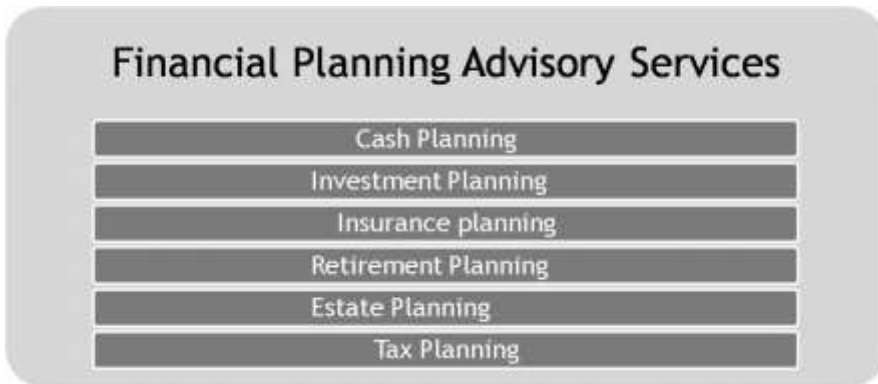 Financial Planning Advisory Services
Cash Planning
Investment Planning
Insurance planning
Retirement Planning
Estate Planning
Tax Planning